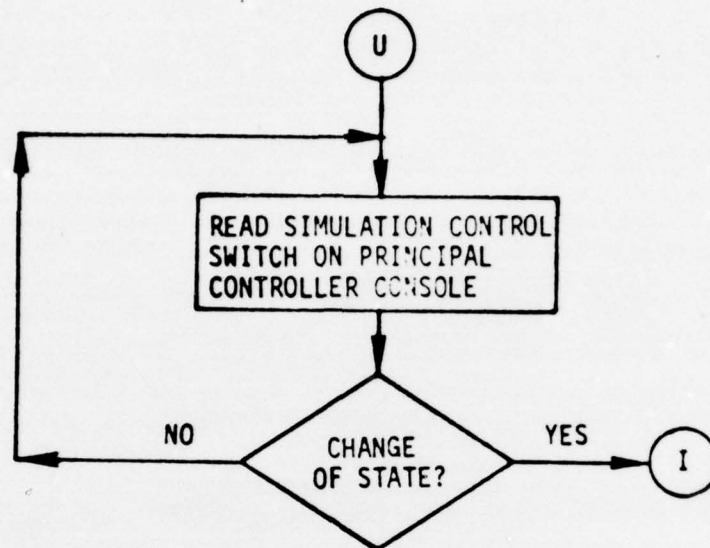 U
READ SIMULATION CONTROL
SWITCH ON PRINCIPAL
CONTROLLER CONSOLE
NO
CHANGE
OF STATE?
YES
I